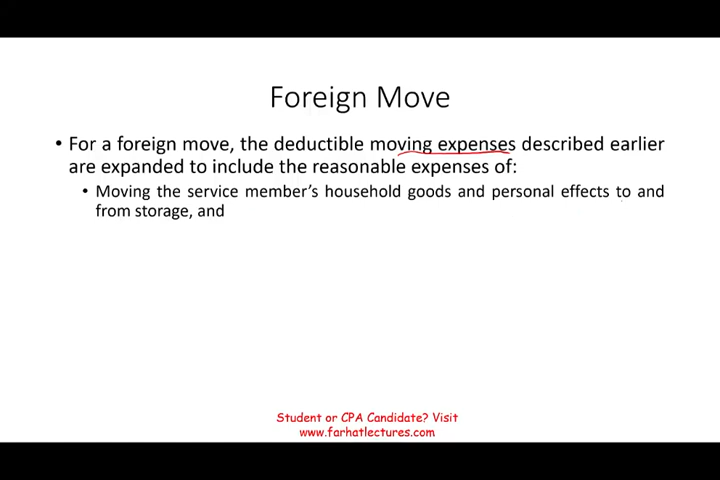 Foreign Move
• For a foreign move, the deductible moving expenses described earlier
are expanded to include the reasonable expenses of:
• Moving the service member's household goods and personal effects to and
from storage, and
Student or CPA Candidate? Visit
www.farhatlectures.com